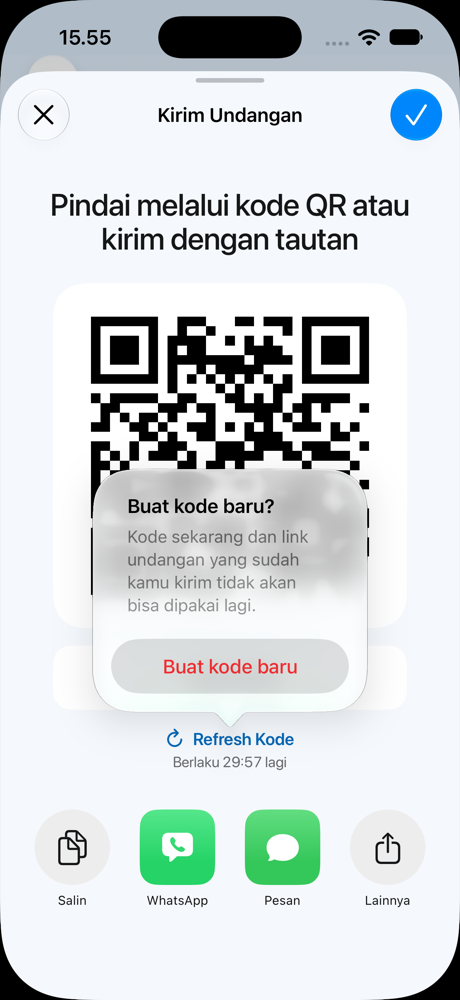 15.55
Kirim Undangan
Pindai melalui kode QR atau
kirim dengan tautan
Buat kode baru?
Kode sekarang dan link
undangan yang sudah
kamu kirim tidak akan
bisa dipakai lagi.
Buat kode baru
Refresh Kode
Berlaku 29:57 lagi
Salin
WhatsApp
Pesan
Lainnya